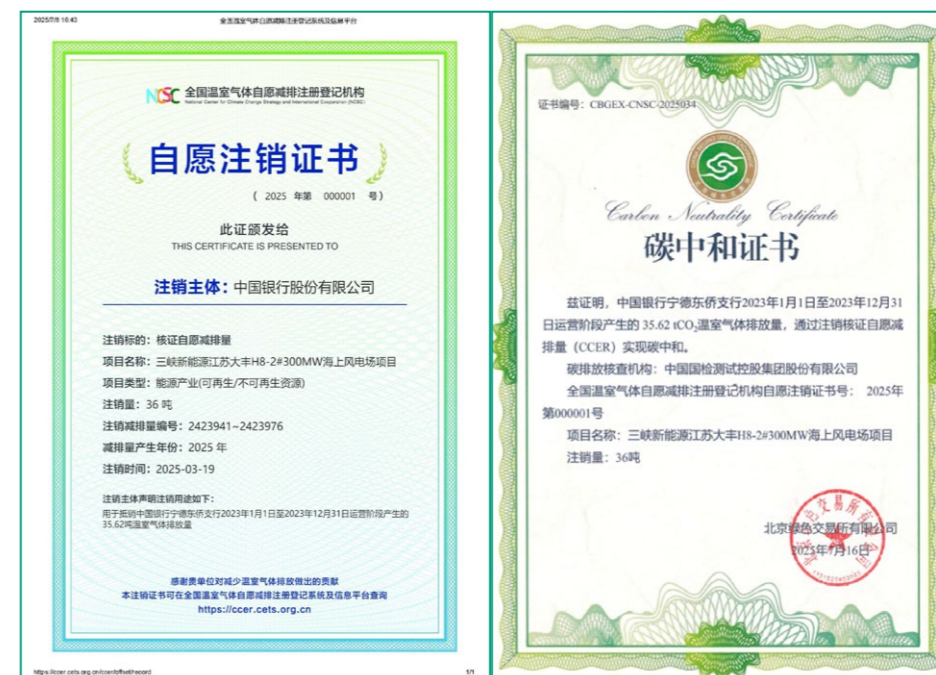 2025/7/8 16:43
全国温室气体自愿减排注册登记系统及信息平台
NCSC 全国温室气体自愿减排注册登记机构
National Center for Climate Change Strategy and International Cooperation (NCSC)
自愿注销证书
( 2025 年第 000001 号)
此证颁发给
THIS CERTIFICATE IS PRESENTED TO
注销主体：中国银行股份有限公司
注销标的：核证自愿减排量
项目名称：三峡新能源江苏大丰H8-2#300MW海上风电场项目
项目类型：能源产业(可再生/不可再生资源)
注销量：36 吨
注销减排量编号：2423941~2423976
减排量产生年份：2025 年
注销时间：2025-03-19
注销主体声明注销用途如下：
用于抵销中国银行宁德东侨支行2023年1月1日至2023年12月31日运营阶段产生的
35.62吨温室气体排放量
感谢贵单位对减少温室气体排放做出的贡献
本注销证书可在全国温室气体自愿减排注册登记系统及信息平台查询
https://ccer.cets.org.cn
https://ccer.cets.org.cn/ccer/offset/record
1/1
证书编号：CBGEX-CNSC-2025034
Carbon Neutrality Certificate
碳中和证书
兹证明，中国银行宁德东侨支行2023年1月1日至2023年12月31
日运营阶段产生的 35.62 tCO₂温室气体排放量，通过注销核证自愿减
排量（CCER）实现碳中和。
碳排放核查机构：中国国检测试控股集团股份有限公司
全国温室气体自愿减排注册登记机构自愿注销证书号： 2025年
第000001号
项目名称：三峡新能源江苏大丰H8-2#300MW海上风电场项目
注销量：36吨
北京绿色交易所有限公司
2025年7月16日